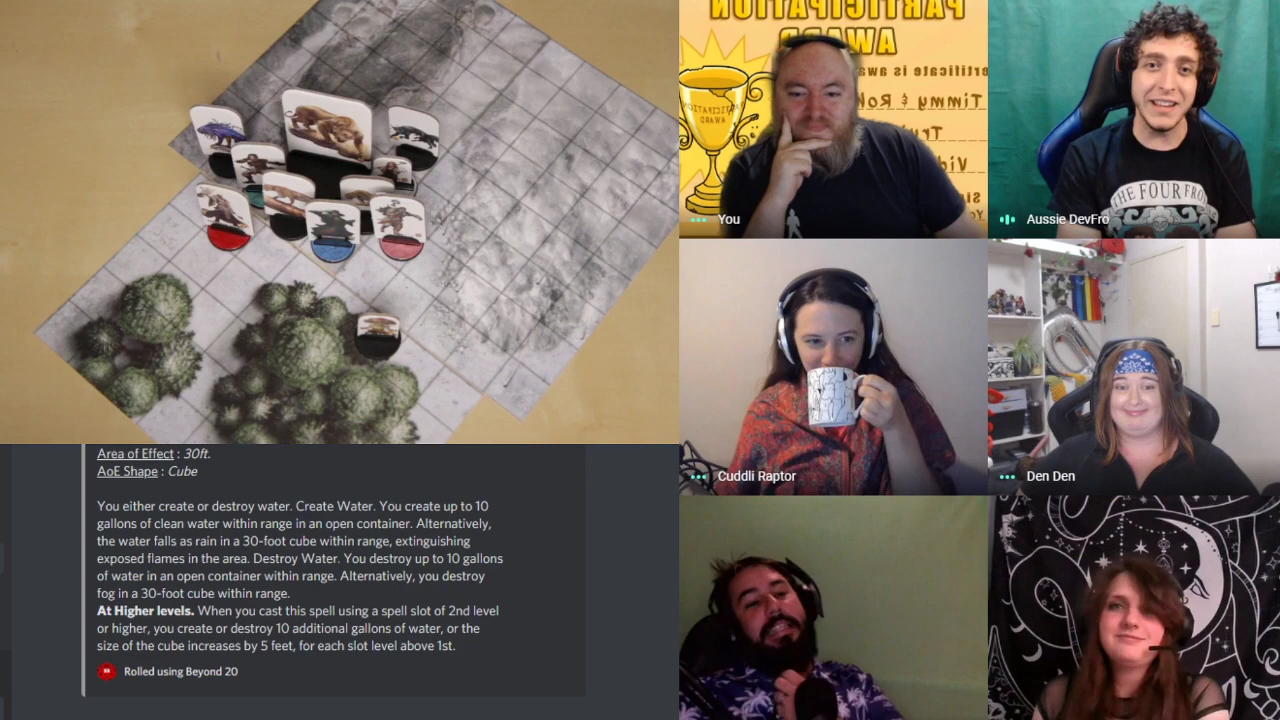 Area of Effect : 30ft.
AoE Shape : Cube
You either create or destroy water. Create Water. You create up to 10
gallons of clean water within range in an open container. Alternatively,
the water falls as rain in a 30-foot cube within range, extinguishing
exposed flames in the area. Destroy Water. You destroy up to 10 gallons
of water in an open container within range. Alternatively, you destroy
fog in a 30-foot cube within range.
At Higher levels. When you cast this spell using a spell slot of 2nd level
or higher, you create or destroy 10 additional gallons of water, or the
size of the cube increases by 5 feet, for each slot level above 1st.
Rolled using Beyond 20
PARTICIPATION
AWARD
ertificate is awa
Timmy &
PARTICIPATION
AWARD
You
THE FOUR FRO
Aussie DevFro
Cuddli Raptor
Den Den